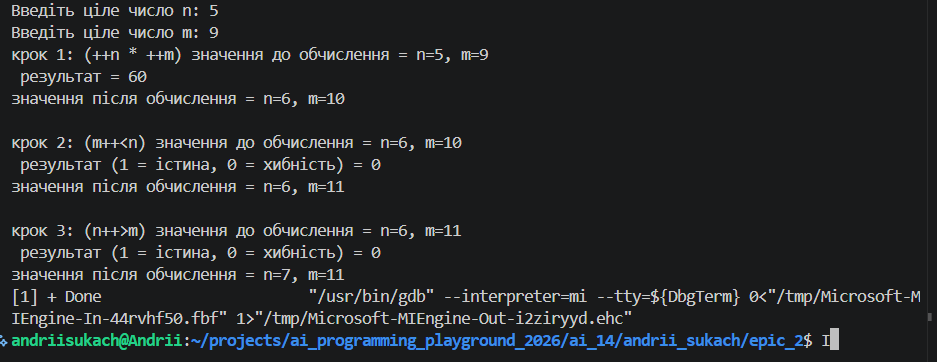 Введіть ціле число n: 5
Введіть ціле число m: 9
крок 1: (++n * ++m) значення до обчислення = n=5, m=9
 результат = 60
значення після обчислення = n=6, m=10

крок 2: (m++<n) значення до обчислення = n=6, m=10
 результат (1 = істина, 0 = хибність) = 0
значення після обчислення = n=6, m=11

крок 3: (n++>m) значення до обчислення = n=6, m=11
 результат (1 = істина, 0 = хибність) = 0
значення після обчислення = n=7, m=11
[1] + Done                       "/usr/bin/gdb" --interpreter=mi --tty=${DbgTerm} 0<"/tmp/Microsoft-M
IEngine-In-44rvhf50.fbf" 1>"/tmp/Microsoft-MIEngine-Out-i2ziryyd.ehc"
andriisukach@Andrii:~/projects/ai_programming_playground_2026/ai_14/andrii_sukach/epic_2$ I